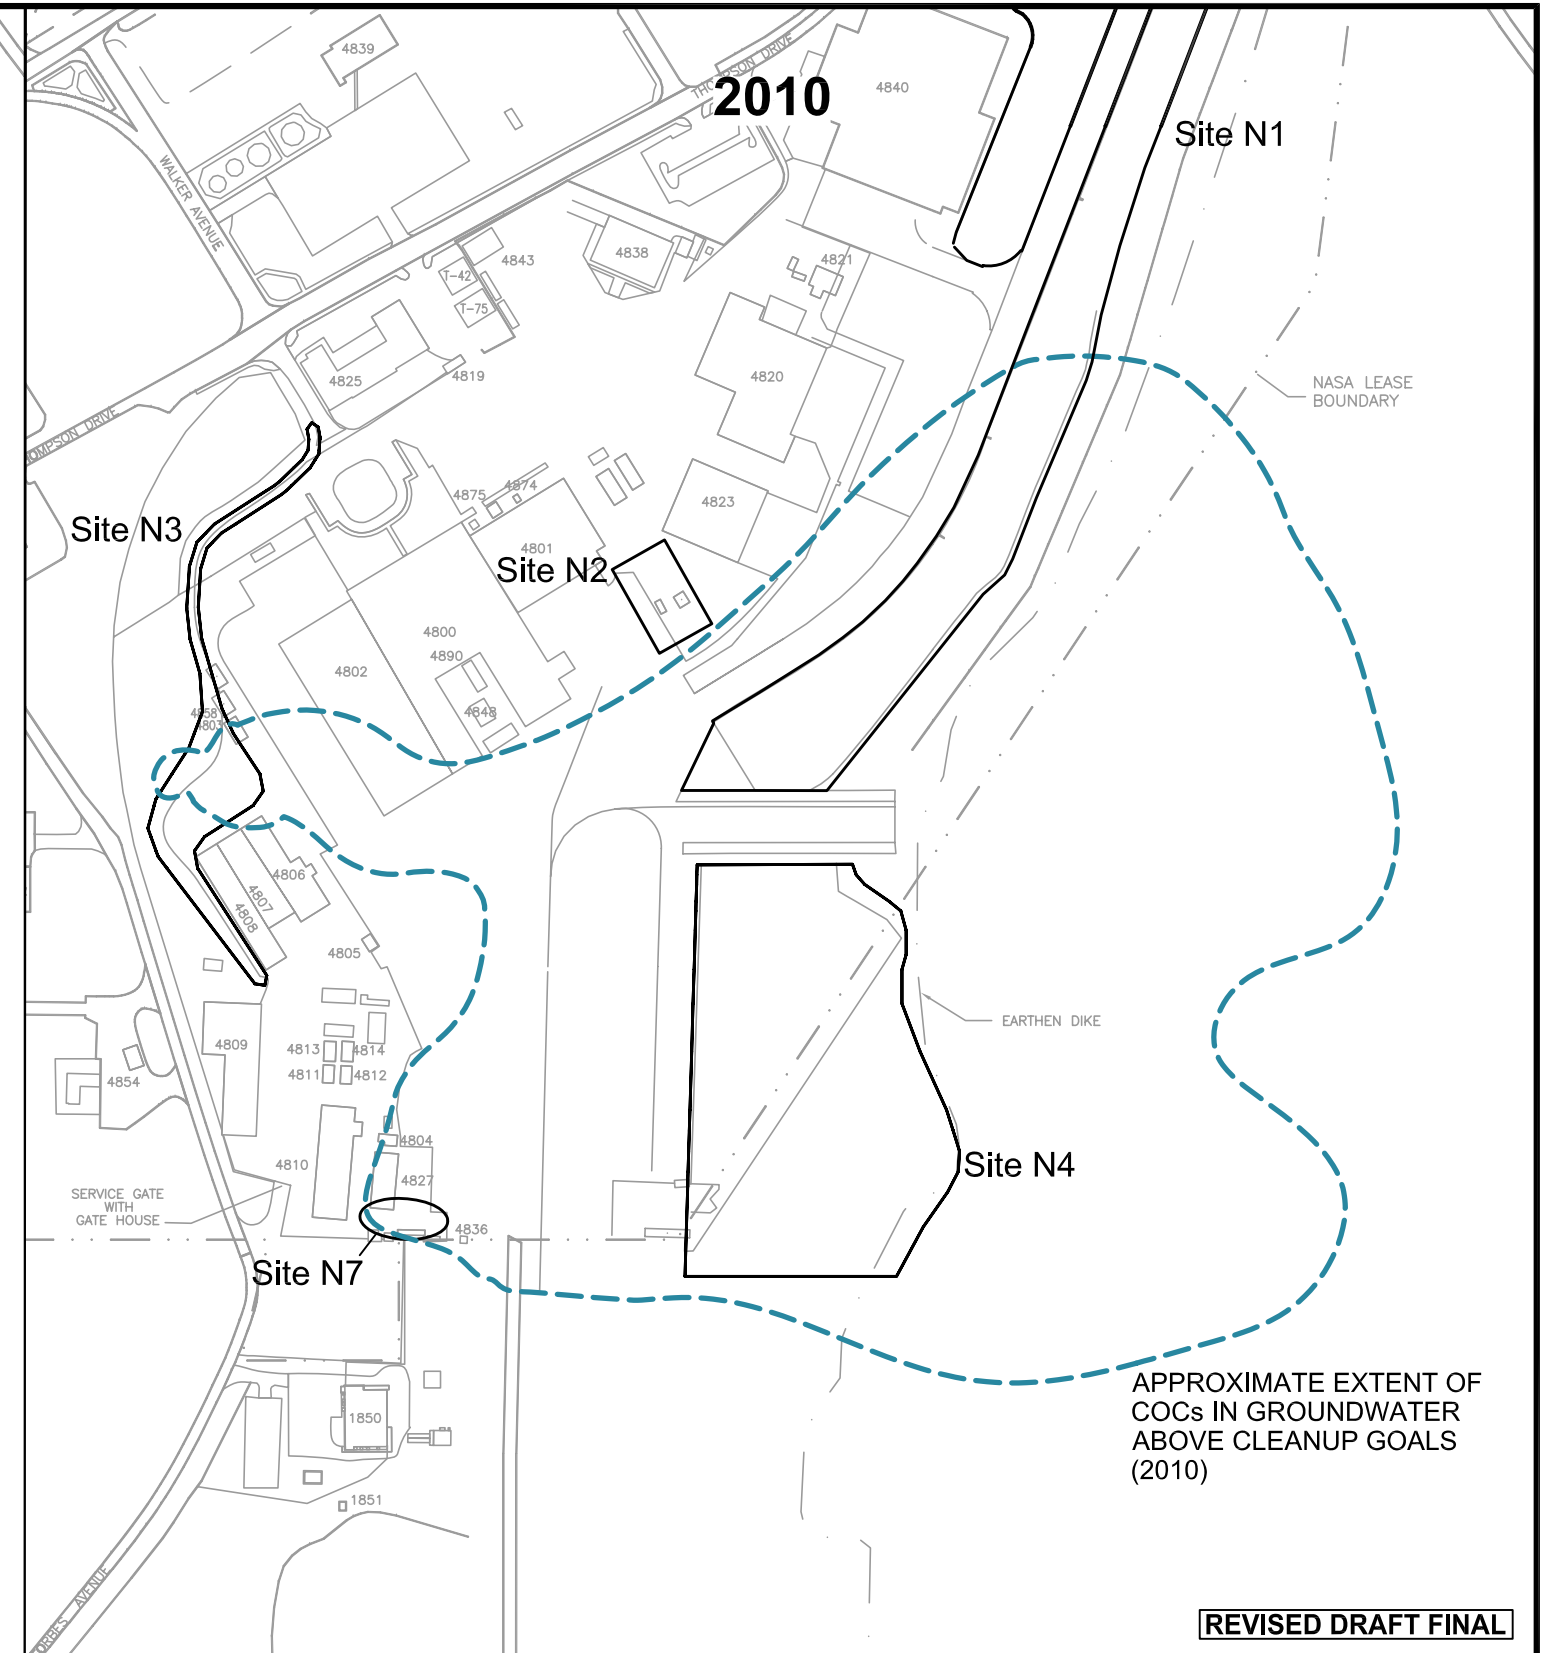 2010
4839
THOMPSON DRIVE
4840
Site N1
WALKER AVENUE
4843
4838
4821
T-42
T-75
4825
4819
4820
NASA LEASE
BOUNDARY
THOMPSON DRIVE
4875
4874
4823
Site N3
4801
Site N2
4800
4890
4802
4858
4803
4848
4806
4807
4808
4805
EARTHEN DIKE
4809
4813
4814
4811
4812
4854
4804
4810
4827
Site N4
SERVICE GATE
WITH
GATE HOUSE
4836
Site N7
APPROXIMATE EXTENT OF
COCs IN GROUNDWATER
ABOVE CLEANUP GOALS
(2010)
1850
1851
FORBES AVENUE
REVISED DRAFT FINAL